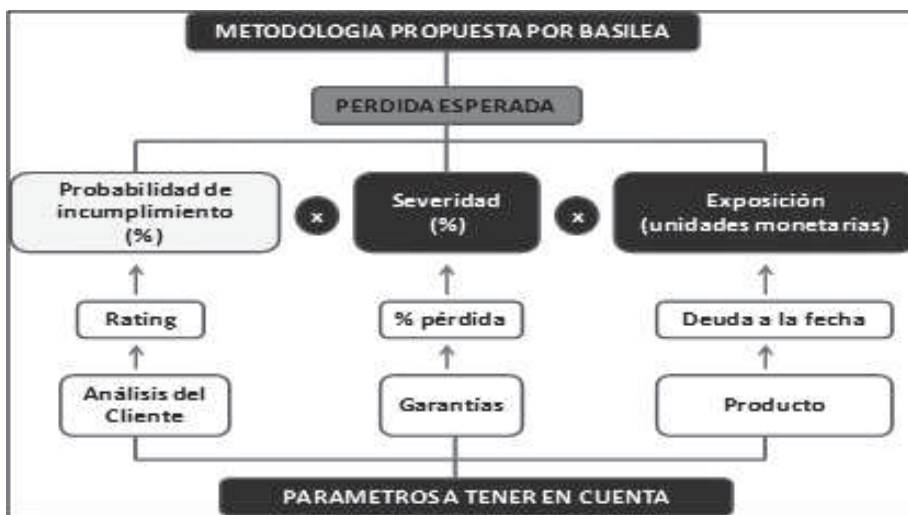 METODOLOGIA PROPUESTA POR BASILEA
PERDIDA ESPERADA
Probabilidad de
incumplimiento
(%)
x
Severidad
(%)
x
Exposición
(unidades monetarias)
Rating
% pérdida
Deuda a la fecha
Análisis del
Cliente
Garantías
Producto
PARAMETROS A TENER EN CUENTA